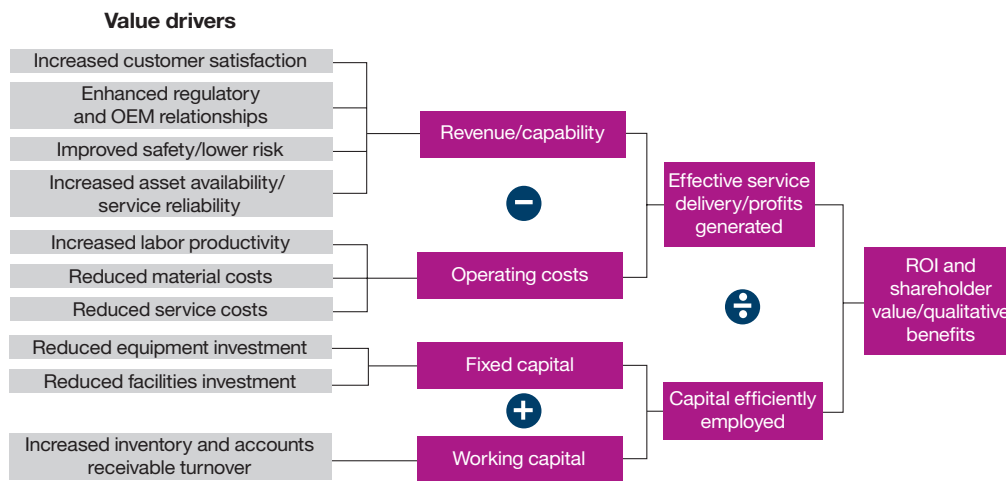 Value drivers
Increased customer satisfaction
Enhanced regulatory
and OEM relationships
Improved safety/lower risk
Increased asset availability/
service reliability
Increased labor productivity
Reduced material costs
Reduced service costs
Reduced equipment investment
Reduced facilities investment
Increased inventory and accounts
receivable turnover
Revenue/capability
−
Operating costs
Fixed capital
+
Working capital
Effective service
delivery/profits
generated
÷
Capital efficiently
employed
ROI and
shareholder
value/qualitative
benefits